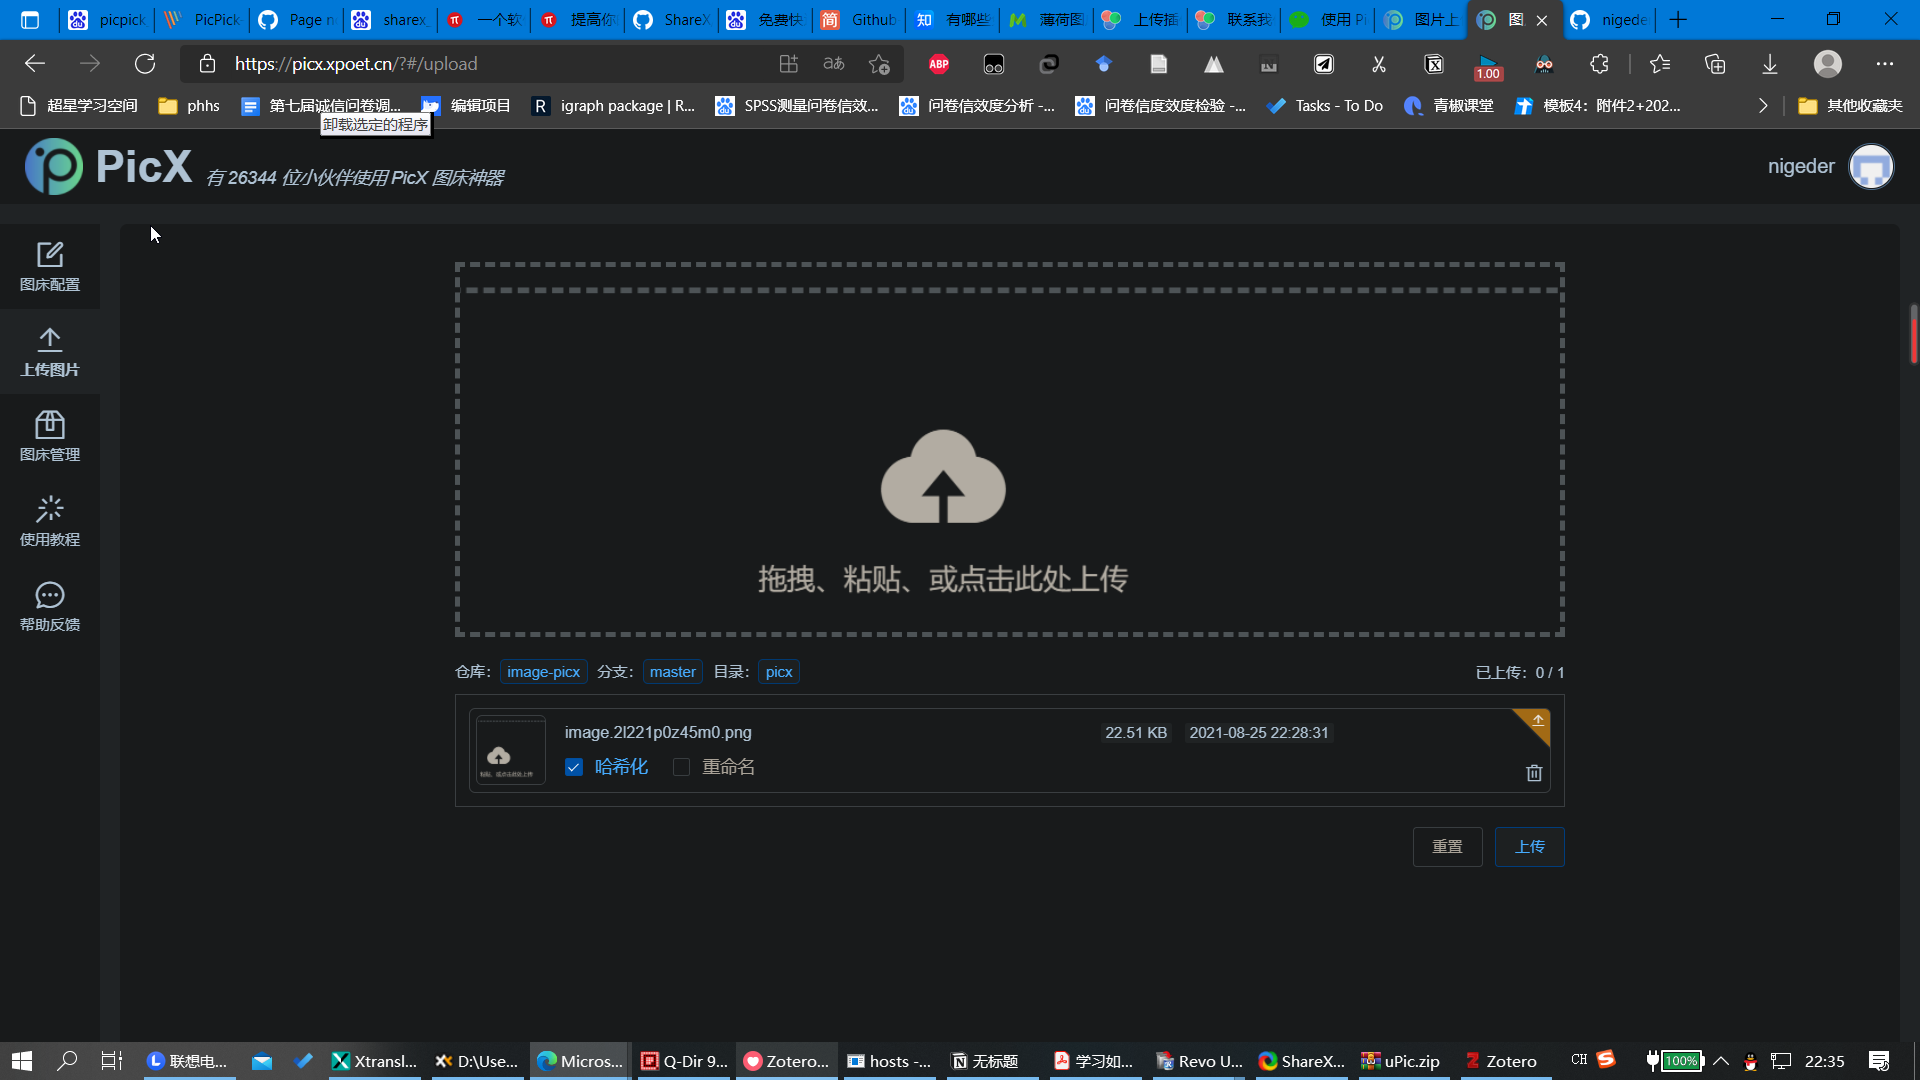 picpick
PicPick
Page n
sharex_
一个软
提高你
ShareX
免费快
Github
有哪些
薄荷图
上传插
联系我
使用 Pi
图片上
图
nigede
https://picx.xpoet.cn/?#/upload
ABP
1.00
超星学习空间
phhs
第七届诚信问卷调...
编辑项目
igraph package | R...
SPSS测量问卷信效...
问卷信效度分析 -...
问卷信度效度检验 -...
Tasks - To Do
青椒课堂
模板4：附件2+202...
其他收藏夹
卸载选定的程序
PicX
有 26344 位小伙伴使用 PicX 图床神器
nigeder
图床配置
上传图片
图床管理
使用教程
帮助反馈
拖拽、粘贴、或点击此处上传
仓库： image-picx 分支： master 目录： picx
已上传：0 / 1
image.2l221p0z45m0.png
22.51 KB
2021-08-25 22:28:31
哈希化
重命名
重置
上传
联想电...
Xtransl...
D:\Use...
Micros...
Q-Dir 9...
Zotero...
hosts -...
无标题
学习如...
Revo U...
ShareX...
uPic.zip
Zotero
CH
100%
22:35